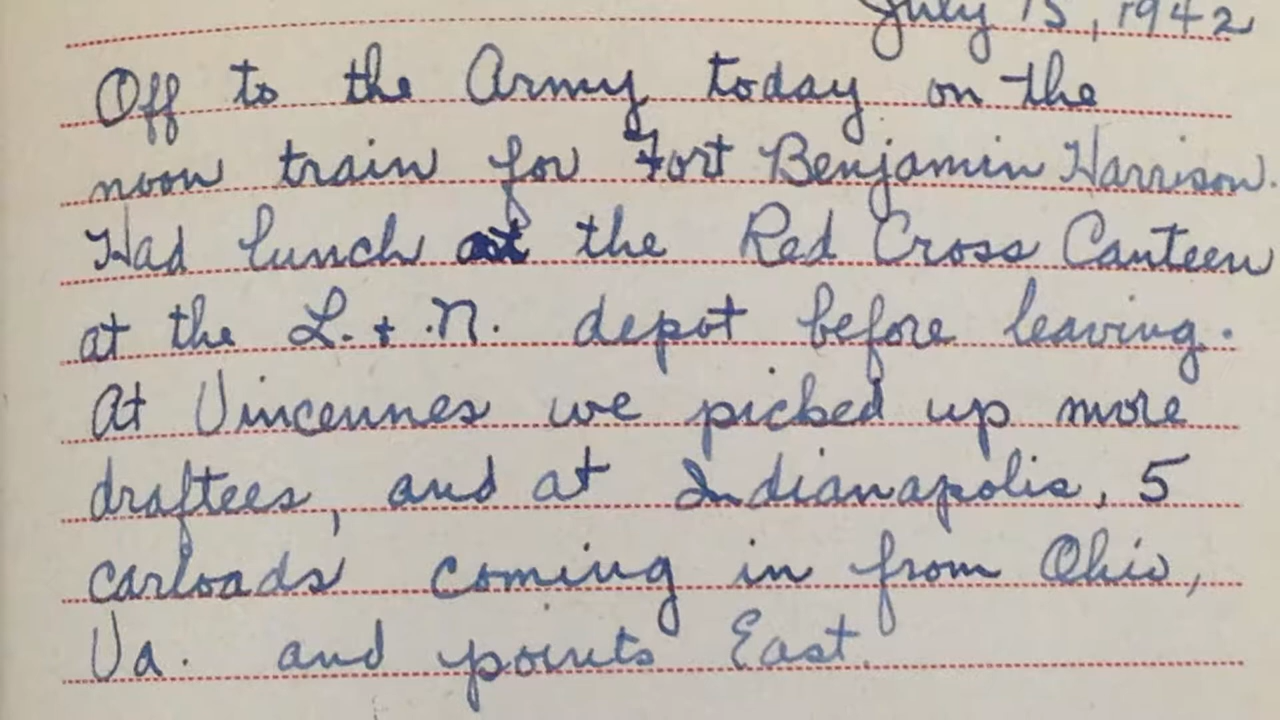 July 15, 1942
Off to the Army today on the
noon train for Fort Benjamin Harrison.
Had lunch at the Red Cross Canteen
at the L. + N. depot before leaving.
At Vincennes we picked up more
draftees, and at Indianapolis, 5
carloads coming in from Ohio,
Va. and points East.